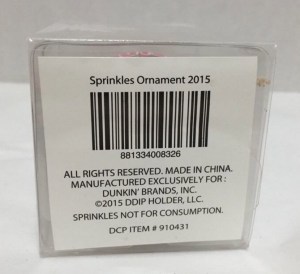 Sprinkles Ornament 2015
881334008326
ALL RIGHTS RESERVED. MADE IN CHINA.
MANUFACTURED EXCLUSIVELY FOR :
DUNKIN' BRANDS, INC.
©2015 DDIP HOLDER, LLC.
SPRINKLES NOT FOR CONSUMPTION.
DCP ITEM # 910431